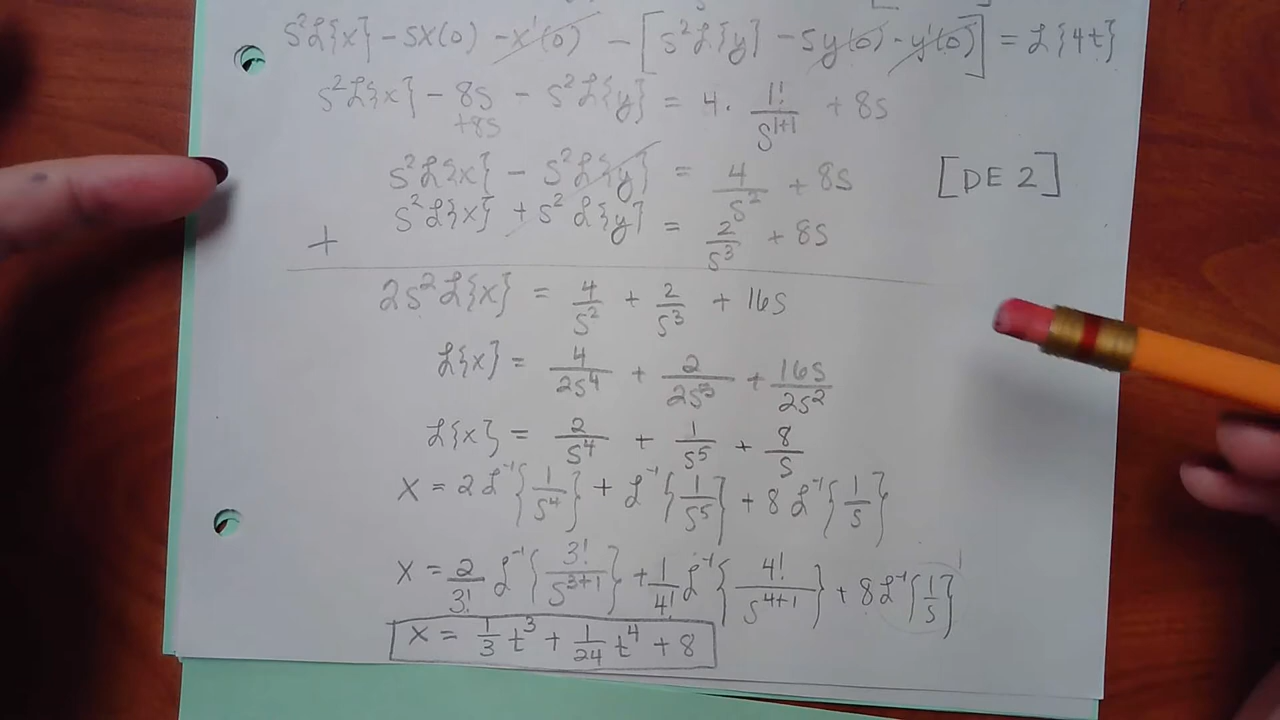 s²ℒ{x} - sx(0) - x'(0) - [s²ℒ{y} - sy(0) - y'(0)] = ℒ{4t}
s²ℒ{x} - 8s - s²ℒ{y} = 4 · 1!/s¹⁺¹ + 8s
+8s
s²ℒ{x} - s²ℒ{y} = 4/s² + 8s [DE 2]
+ s²ℒ{x} + s²ℒ{y} = 2/s³ + 8s
2s²ℒ{x} = 4/s² + 2/s³ + 16s
ℒ{x} = 4/2s⁴ + 2/2s⁵ + 16s/2s²
ℒ{x} = 2/s⁴ + 1/s⁵ + 8/s
x = 2ℒ⁻¹{1/s⁴} + ℒ⁻¹{1/s⁵} + 8ℒ⁻¹{1/s}
x = 2/3! ℒ⁻¹{3!/s³⁺¹} + 1/4! ℒ⁻¹{4!/s⁴⁺¹} + 8ℒ⁻¹{1/s} 1
x = 1/3 t³ + 1/24 t⁴ + 8